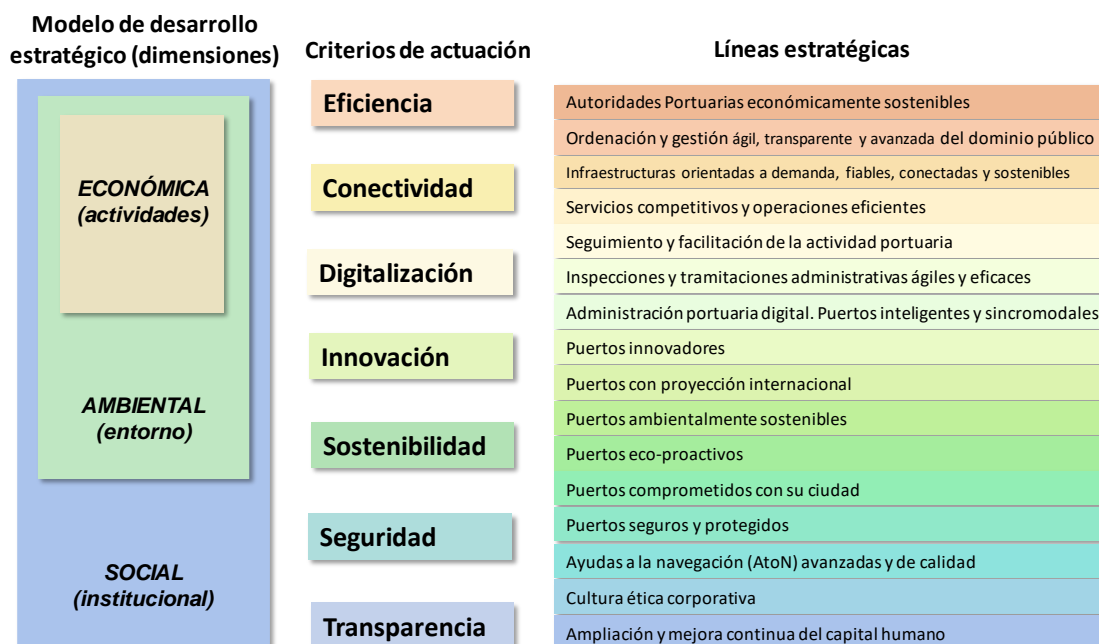 Modelo de desarrollo
estratégico (dimensiones)
ECONÓMICA
(actividades)
AMBIENTAL
(entorno)
SOCIAL
(institucional)
Criterios de actuación
Eficiencia
Conectividad
Digitalización
Innovación
Sostenibilidad
Seguridad
Transparencia
Líneas estratégicas
Autoridades Portuarias económicamente sostenibles
Ordenación y gestión ágil, transparente y avanzada del dominio público
Infraestructuras orientadas a demanda, fiables, conectadas y sostenibles
Servicios competitivos y operaciones eficientes
Seguimiento y facilitación de la actividad portuaria
Inspecciones y tramitaciones administrativas ágiles y eficaces
Administración portuaria digital. Puertos inteligentes y sincromodales
Puertos innovadores
Puertos con proyección internacional
Puertos ambientalmente sostenibles
Puertos eco-proactivos
Puertos comprometidos con su ciudad
Puertos seguros y protegidos
Ayudas a la navegación (AtoN) avanzadas y de calidad
Cultura ética corporativa
Ampliación y mejora continua del capital humano